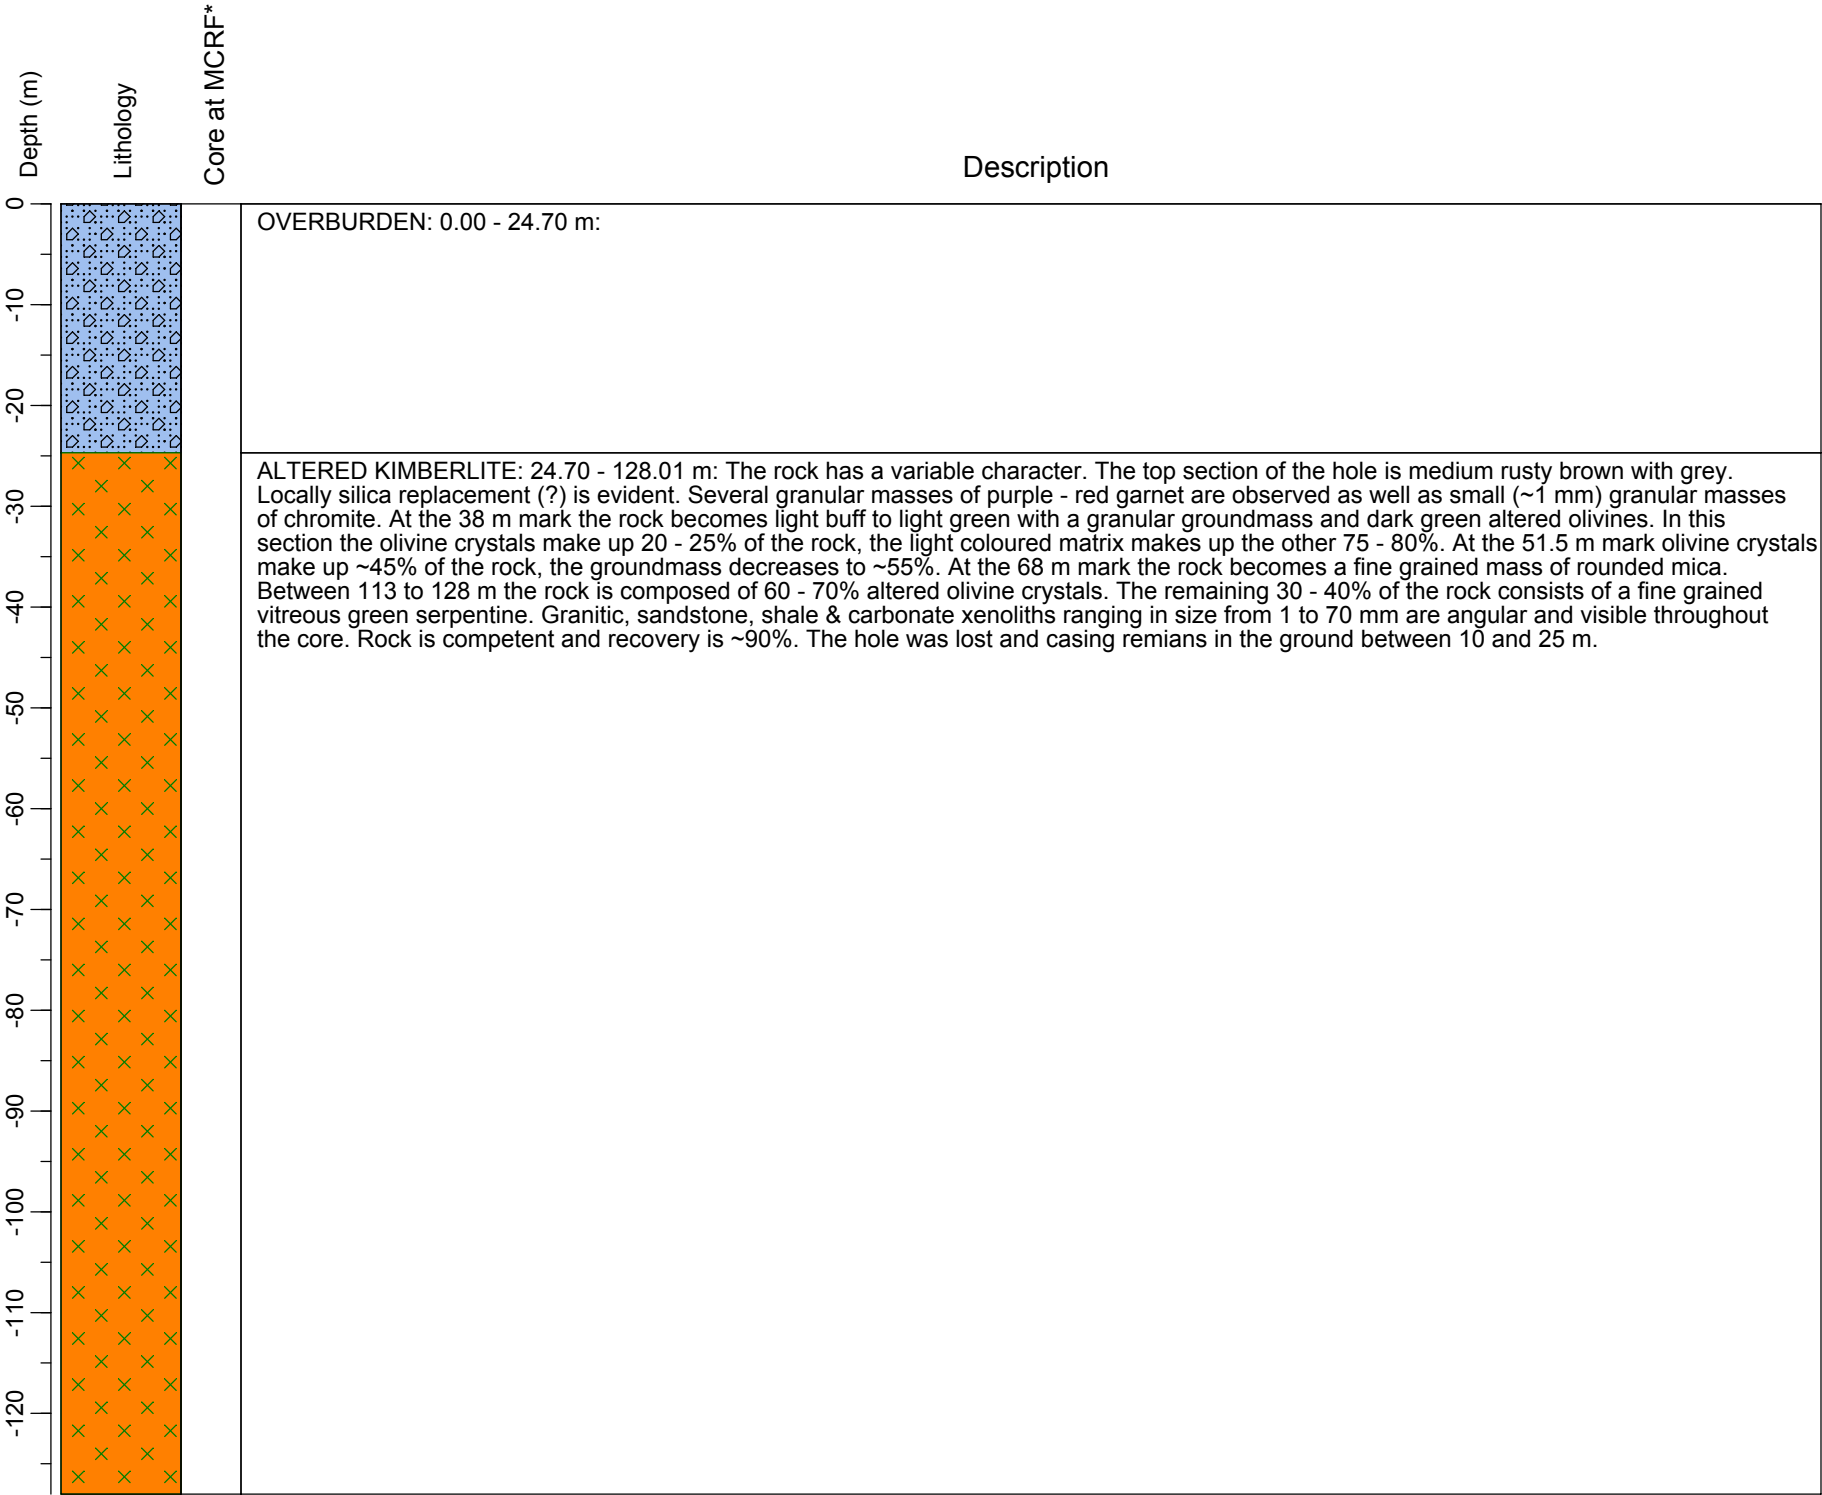 Depth (m)
Lithology
Core at MCRF*
Description
0
-10
-20
-30
-40
-50
-60
-70
-80
-90
-100
-110
-120
OVERBURDEN: 0.00 - 24.70 m:
ALTERED KIMBERLITE: 24.70 - 128.01 m: The rock has a variable character. The top section of the hole is medium rusty brown with grey.
Locally silica replacement (?) is evident. Several granular masses of purple - red garnet are observed as well as small (~1 mm) granular masses
of chromite. At the 38 m mark the rock becomes light buff to light green with a granular groundmass and dark green altered olivines. In this
section the olivine crystals make up 20 - 25% of the rock, the light coloured matrix makes up the other 75 - 80%. At the 51.5 m mark olivine crystals
make up ~45% of the rock, the groundmass decreases to ~55%. At the 68 m mark the rock becomes a fine grained mass of rounded mica.
Between 113 to 128 m the rock is composed of 60 - 70% altered olivine crystals. The remaining 30 - 40% of the rock consists of a fine grained
vitreous green serpentine. Granitic, sandstone, shale & carbonate xenoliths ranging in size from 1 to 70 mm are angular and visible throughout
the core. Rock is competent and recovery is ~90%. The hole was lost and casing remians in the ground between 10 and 25 m.